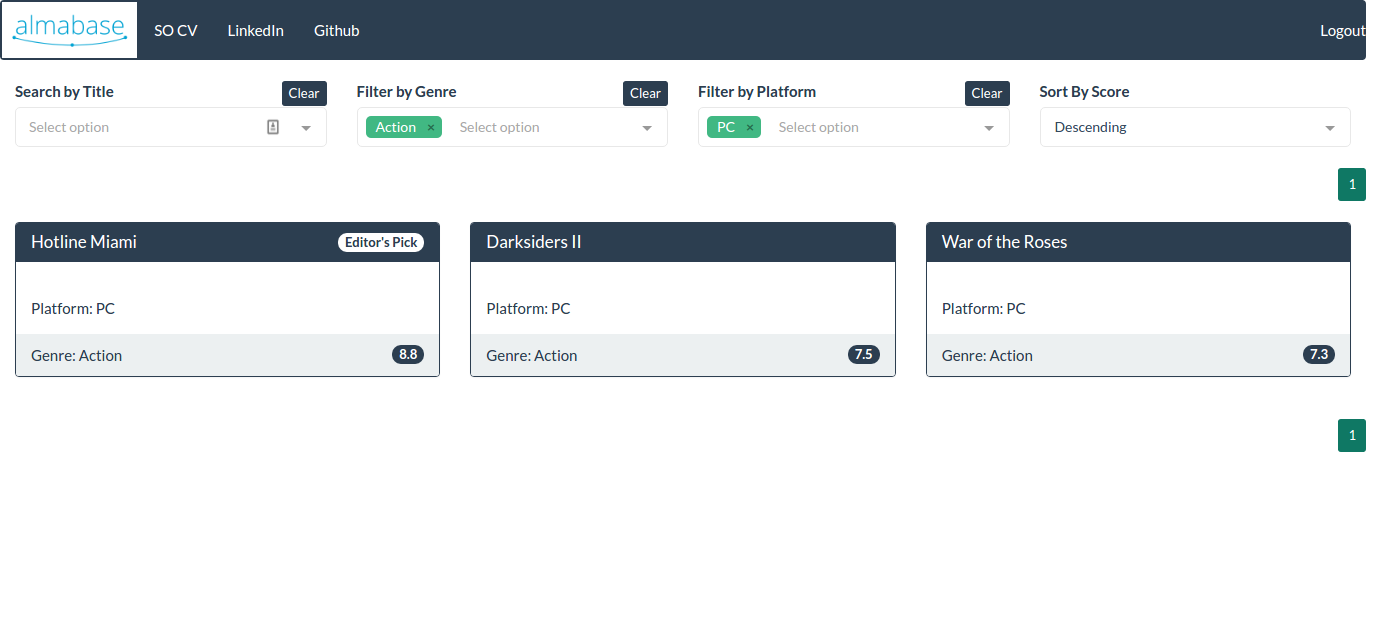 almabase SO CV LinkedIn Github Logout
Search by Title Clear Filter by Genre Clear Filter by Platform Clear Sort By Score
Select option Action × Select option PC × Select option Descending
1
Hotline Miami Editor's Pick Darksiders II War of the Roses
Platform: PC Platform: PC Platform: PC
Genre: Action 8.8 Genre: Action 7.5 Genre: Action 7.3
1